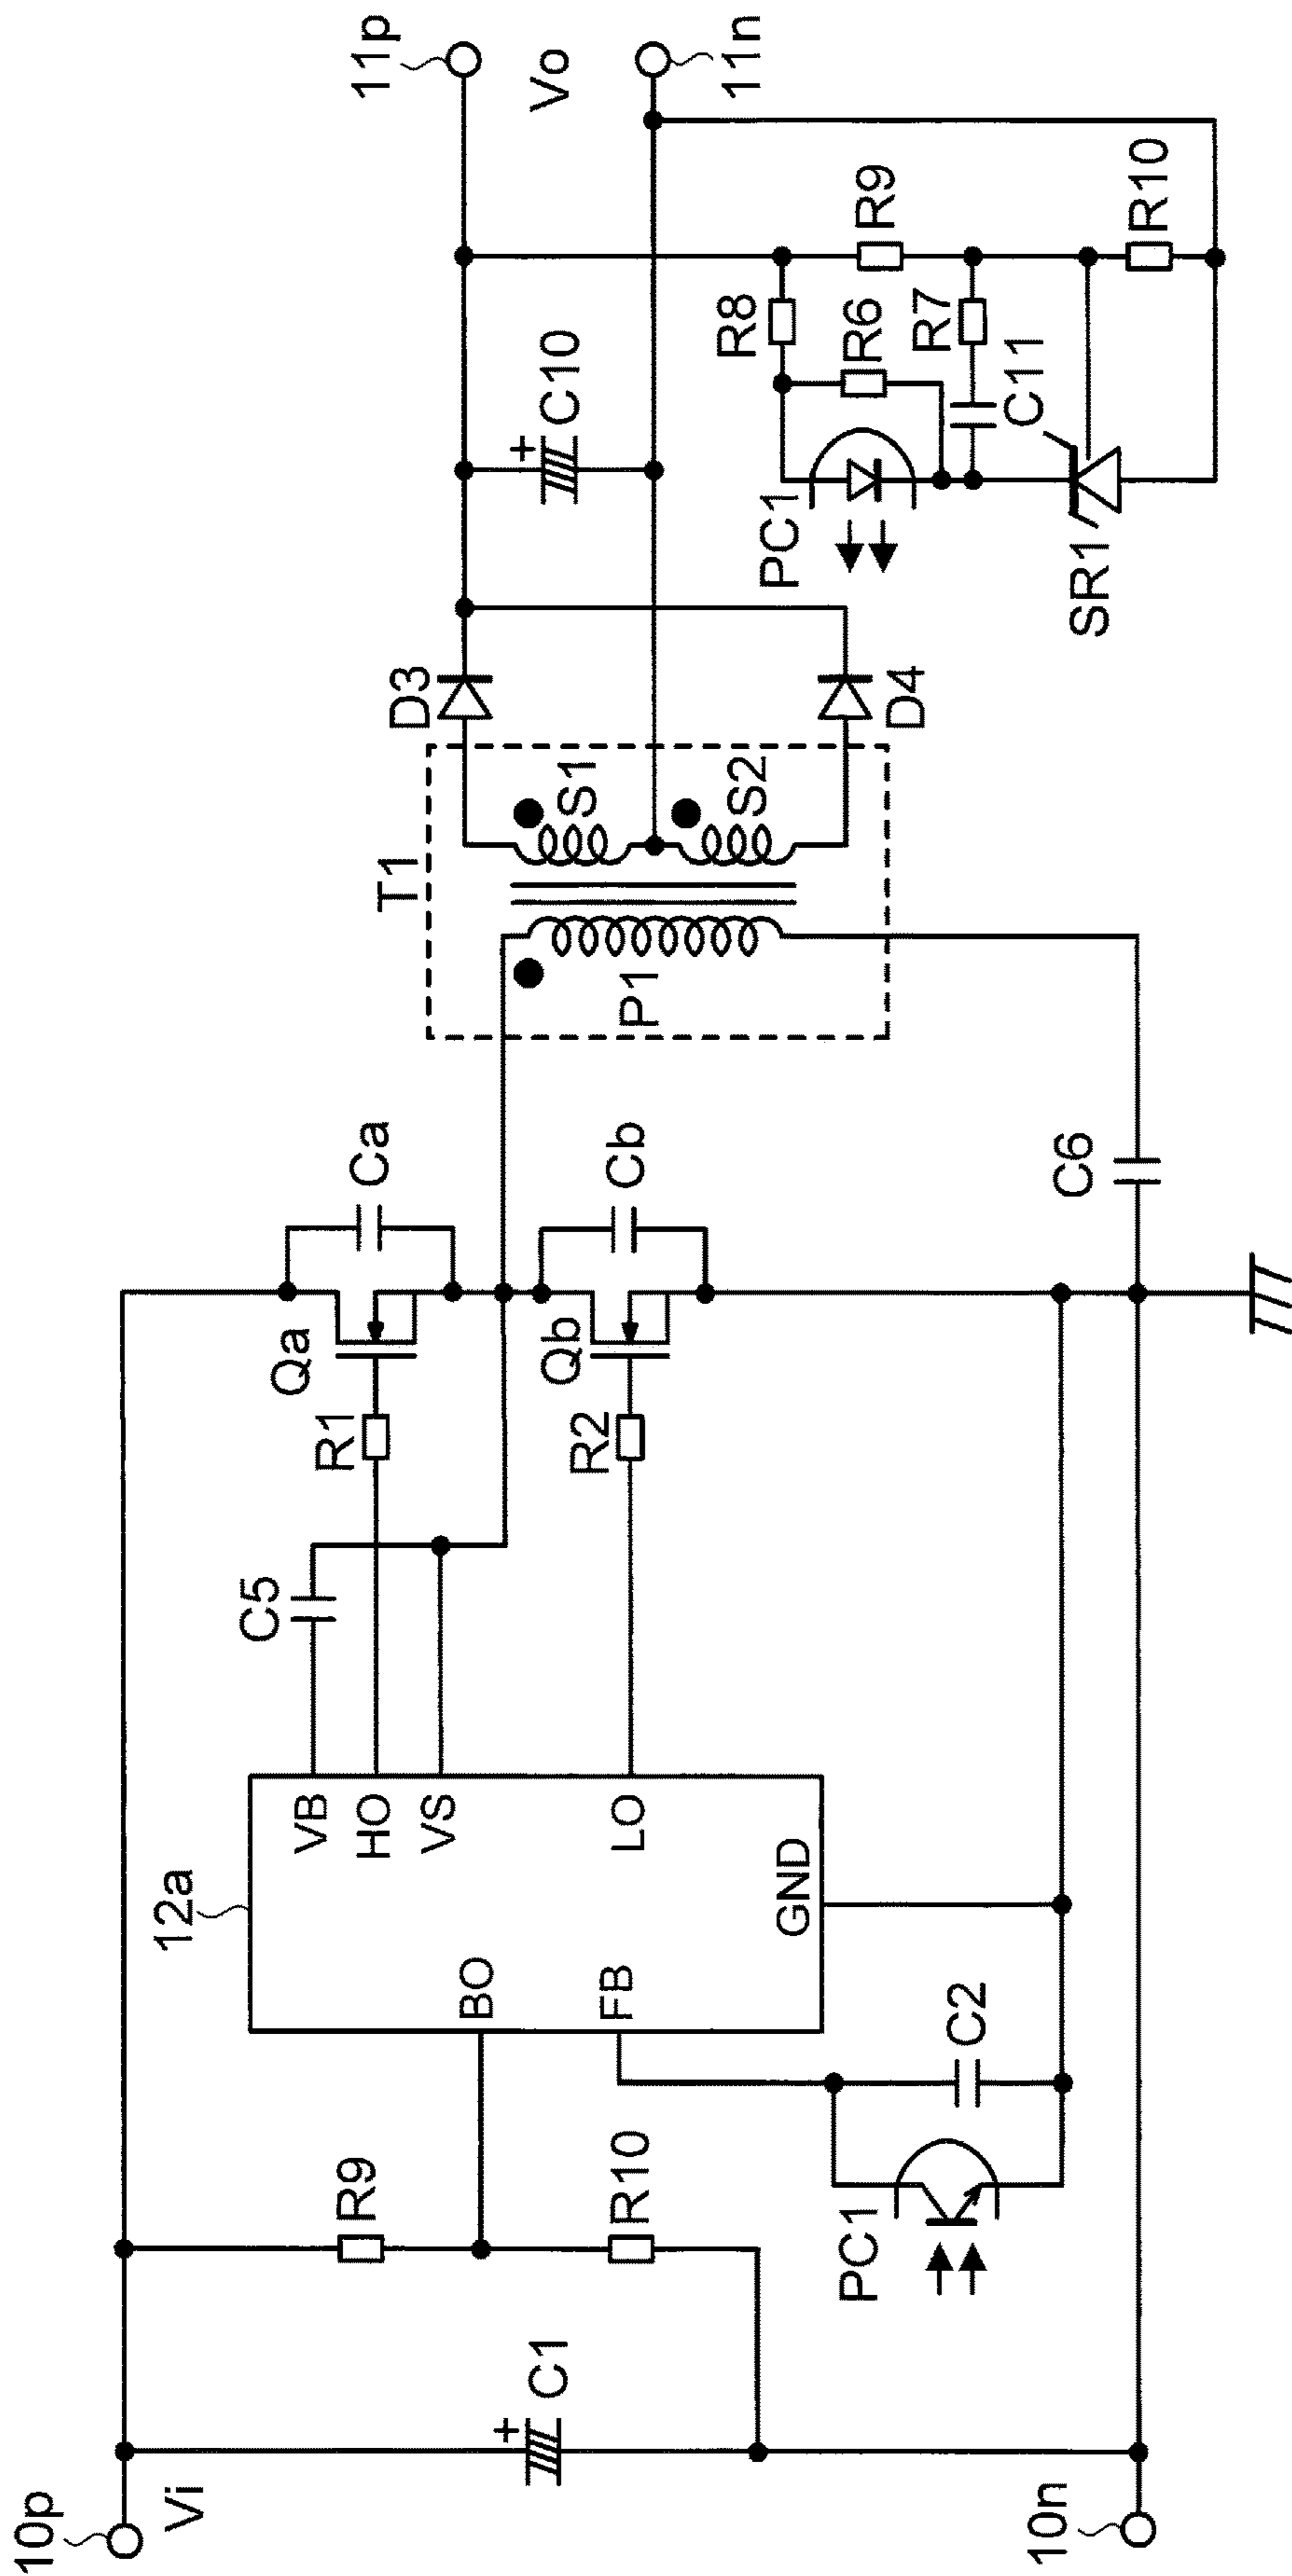 10p
Vi
10n
C1
R9
R10
PC1
C2
12a
BO
FB
VB
HO
VS
LO
GND
C5
R1
R2
Qa
Qb
Ca
Cb
C6
T1
P1
S1
S2
D3
D4
+
C10
+
PC1
SR1
R8
R6
R7
C11
R9
R10
11p
Vo
11n